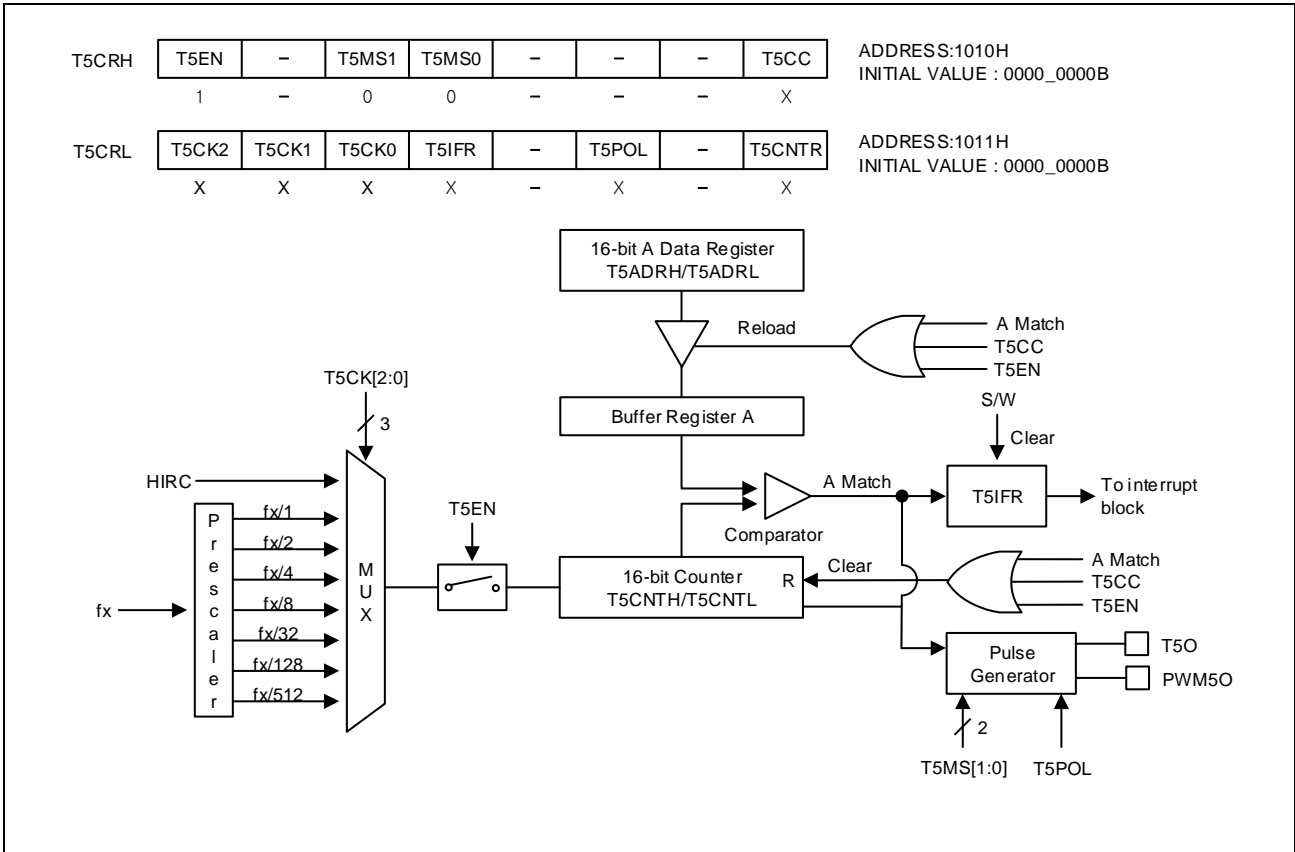 T5CRH T5EN – T5MS1 T5MS0 – – – T5CC ADDRESS:1010H
INITIAL VALUE : 0000_0000B
1 – 0 0 – – – X
T5CRL T5CK2 T5CK1 T5CK0 T5IFR – T5POL – T5CNTR ADDRESS:1011H
INITIAL VALUE : 0000_0000B
X X X X – X – X
16-bit A Data Register
T5ADRH/T5ADRL
Reload
A Match
T5CC
T5EN
T5CK[2:0]
3
Buffer Register A
S/W
Clear
HIRC
fx
Prescaler
fx/1
fx/2
fx/4
fx/8
fx/32
fx/128
fx/512
MUX
T5EN
Comparator
A Match
T5IFR
To interrupt
block
16-bit Counter
T5CNTH/T5CNTL
R
Clear
A Match
T5CC
T5EN
Pulse
Generator
T5O
PWM5O
2
T5MS[1:0]
T5POL